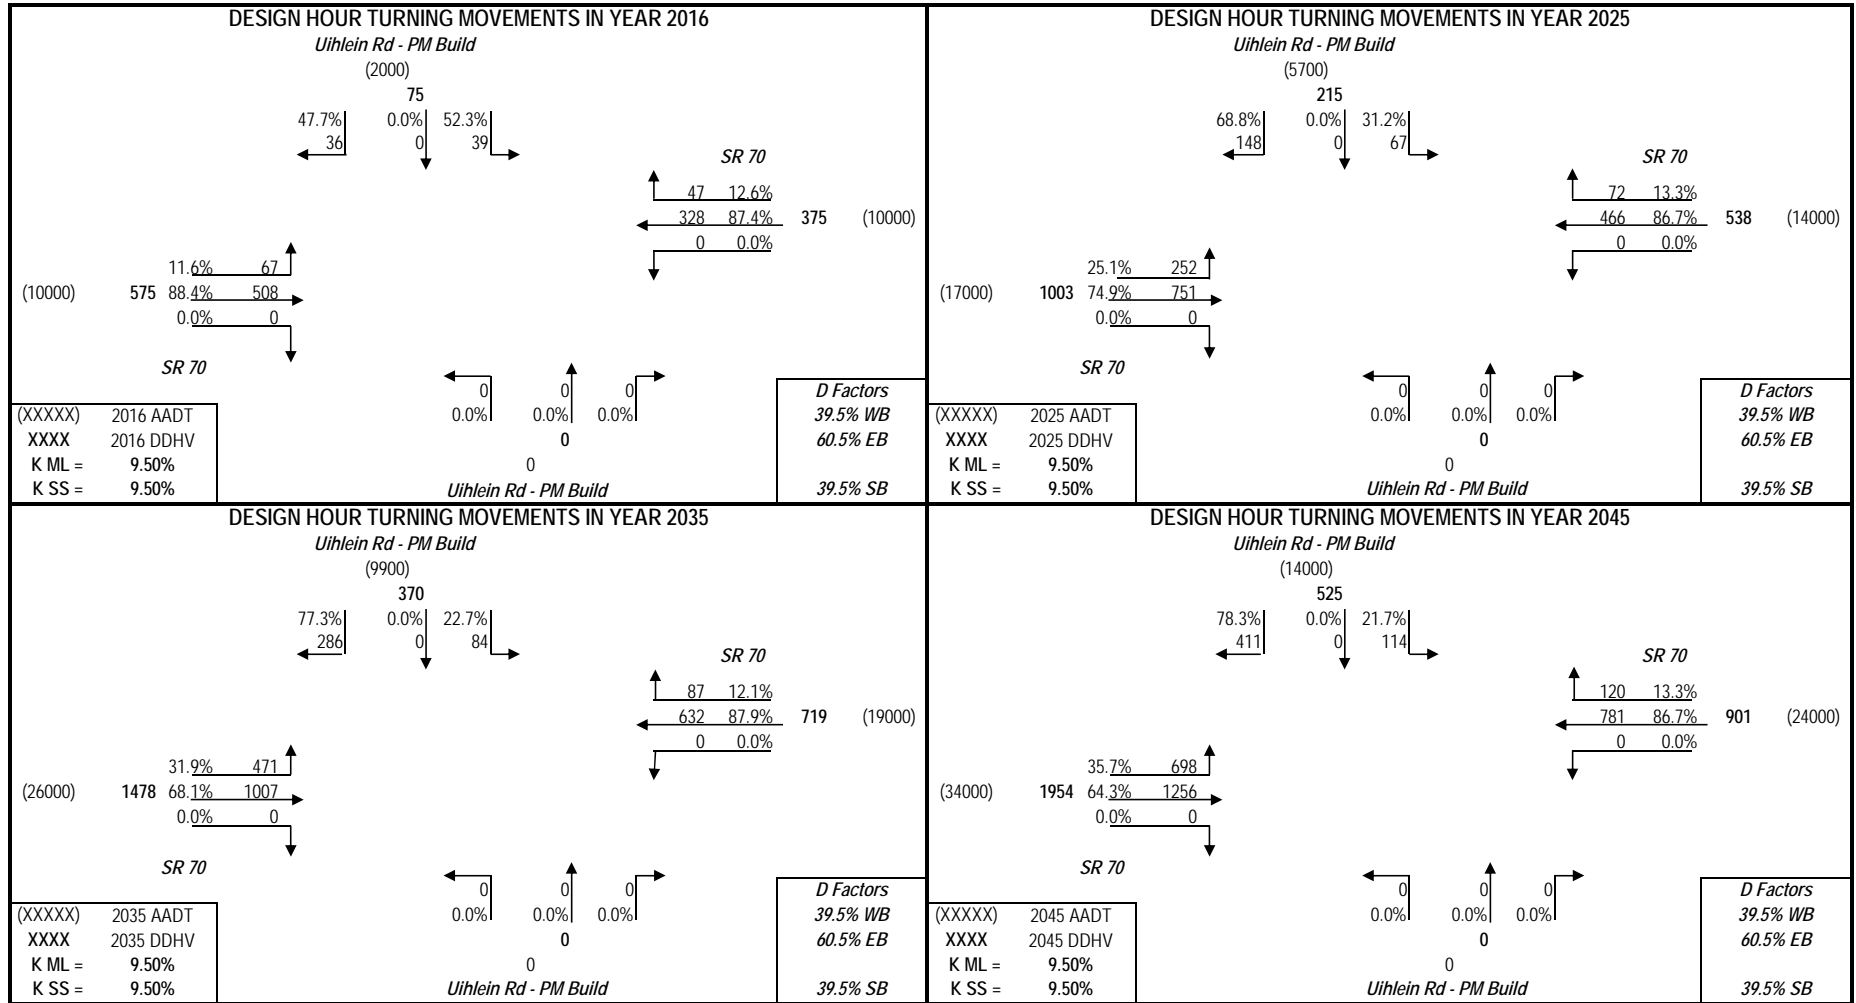 DESIGN HOUR TURNING MOVEMENTS IN YEAR 2016
Uihlein Rd - PM Build
(2000)
75
47.7% 0.0% 52.3%
36 0 39
SR 70
47 12.6%
328 87.4% 375 (10000)
0 0.0%
11.6% 67
(10000) 575 88.4% 508
0.0% 0
SR 70
0 0 0
0.0% 0.0% 0.0%
0
0
Uihlein Rd - PM Build
(XXXXX) 2016 AADT
XXXX 2016 DDHV
K ML = 9.50%
K SS = 9.50%
D Factors
39.5% WB
60.5% EB
39.5% SB
DESIGN HOUR TURNING MOVEMENTS IN YEAR 2025
Uihlein Rd - PM Build
(5700)
215
68.8% 0.0% 31.2%
148 0 67
SR 70
72 13.3%
466 86.7% 538 (14000)
0 0.0%
25.1% 252
(17000) 1003 74.9% 751
0.0% 0
SR 70
0 0 0
0.0% 0.0% 0.0%
0
0
Uihlein Rd - PM Build
(XXXXX) 2025 AADT
XXXX 2025 DDHV
K ML = 9.50%
K SS = 9.50%
D Factors
39.5% WB
60.5% EB
39.5% SB
DESIGN HOUR TURNING MOVEMENTS IN YEAR 2035
Uihlein Rd - PM Build
(9900)
370
77.3% 0.0% 22.7%
286 0 84
SR 70
87 12.1%
632 87.9% 719 (19000)
0 0.0%
31.9% 471
(26000) 1478 68.1% 1007
0.0% 0
SR 70
0 0 0
0.0% 0.0% 0.0%
0
0
Uihlein Rd - PM Build
(XXXXX) 2035 AADT
XXXX 2035 DDHV
K ML = 9.50%
K SS = 9.50%
D Factors
39.5% WB
60.5% EB
39.5% SB
DESIGN HOUR TURNING MOVEMENTS IN YEAR 2045
Uihlein Rd - PM Build
(14000)
525
78.3% 0.0% 21.7%
411 0 114
SR 70
120 13.3%
781 86.7% 901 (24000)
0 0.0%
35.7% 698
(34000) 1954 64.3% 1256
0.0% 0
SR 70
0 0 0
0.0% 0.0% 0.0%
0
0
Uihlein Rd - PM Build
(XXXXX) 2045 AADT
XXXX 2045 DDHV
K ML = 9.50%
K SS = 9.50%
D Factors
39.5% WB
60.5% EB
39.5% SB